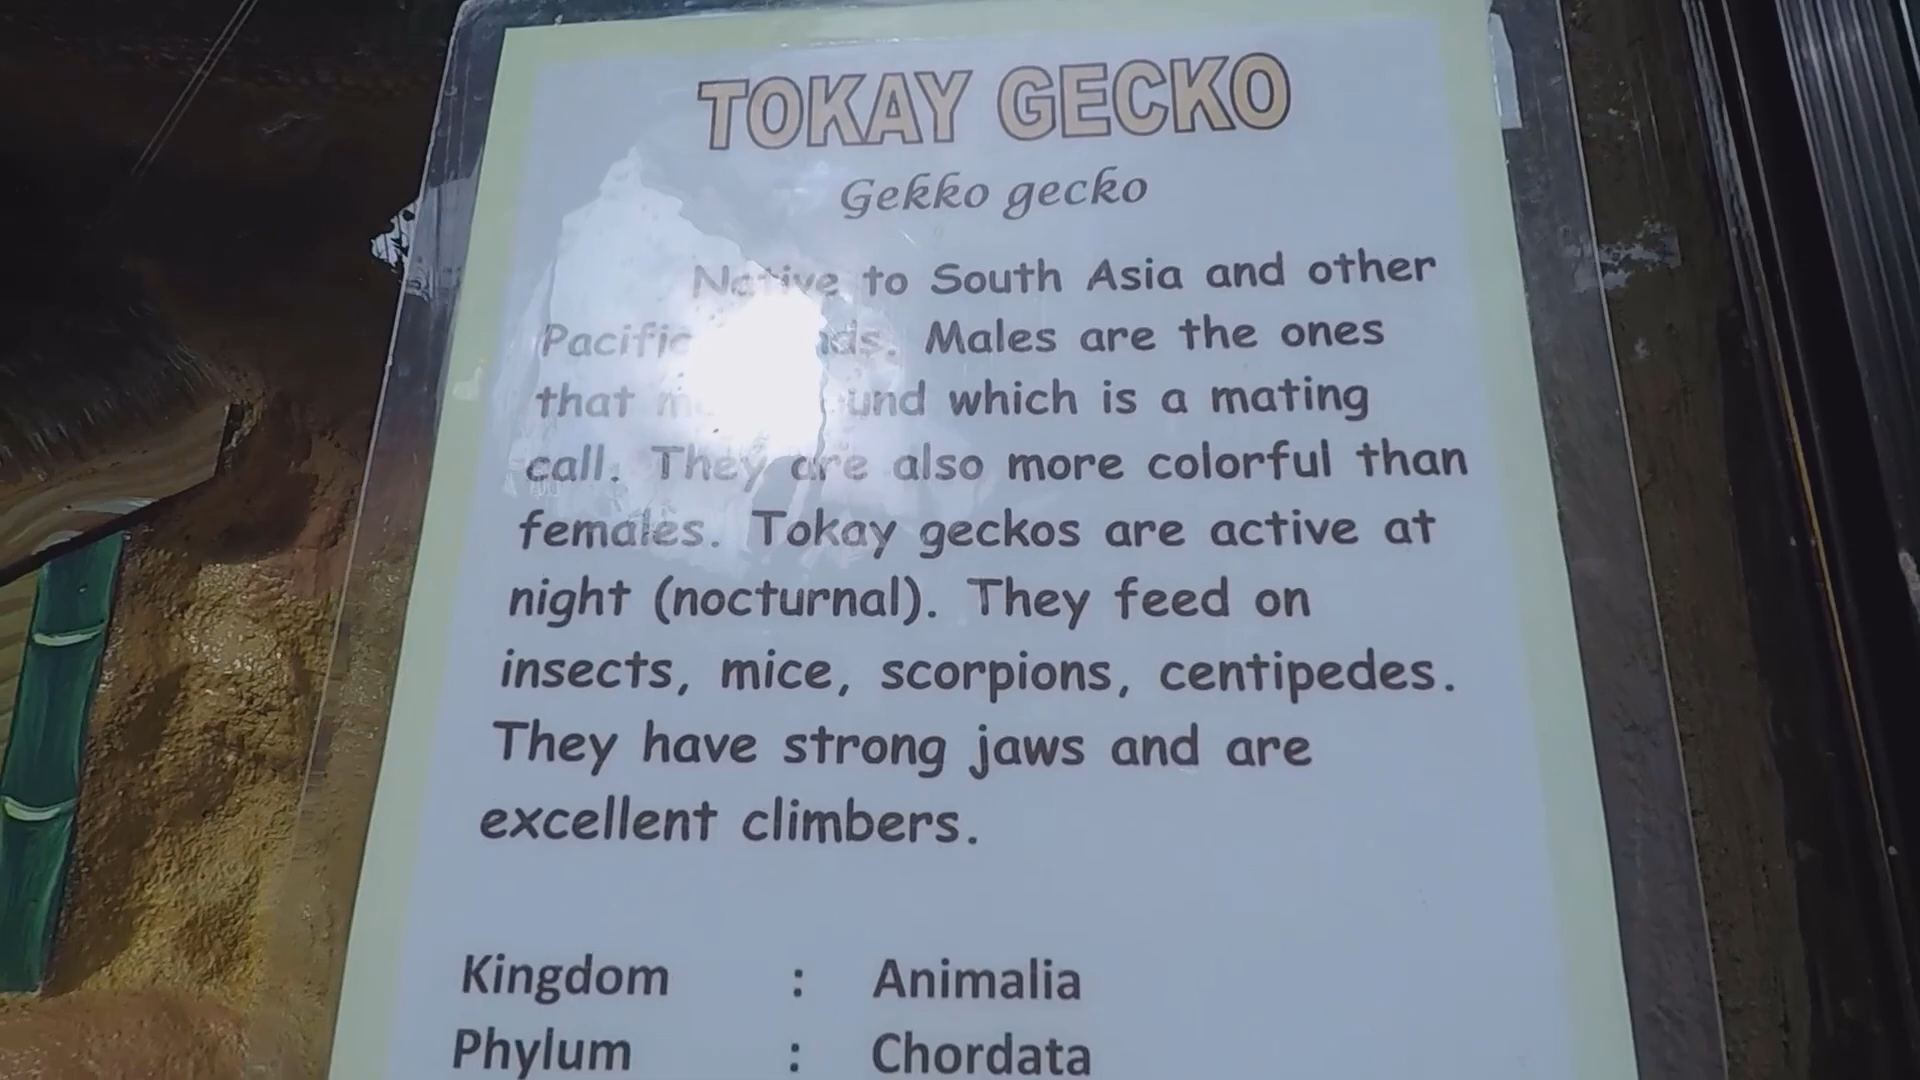 TOKAY GECKO
Gekko gecko
Native to South Asia and other
Pacific Males are the ones
that which is a mating
call. They are also more colorful than
females. Tokay geckos are active at
night (nocturnal). They feed on
insects, mice, scorpions, centipedes.
They have strong jaws and are
excellent climbers.
Kingdom : Animalia
Phylum : Chordata